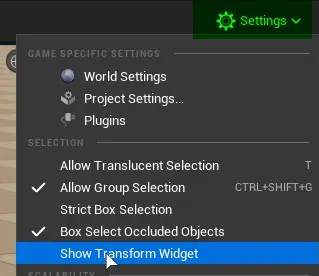 Settings
GAME SPECIFIC SETTINGS
World Settings
Project Settings...
Plugins
SELECTION
Allow Translucent Selection T
Allow Group Selection CTRL+SHIFT+G
Strict Box Selection
Box Select Occluded Objects
Show Transform Widget
SCALABILITY